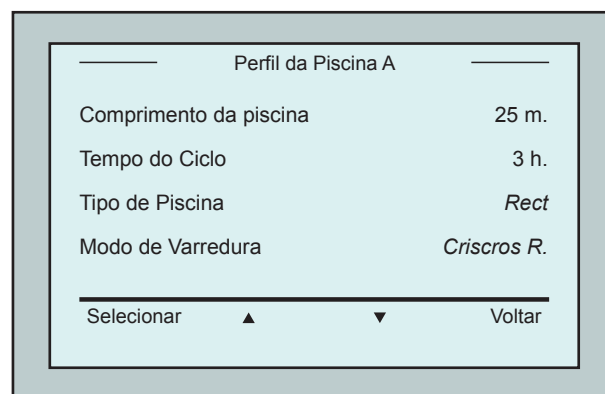 Perfil da Piscina A
Comprimento da piscina 25 m.
Tempo do Ciclo 3 h.
Tipo de Piscina Rect
Modo de Varredura Criscros R.
Selecionar ▲ ▼ Voltar